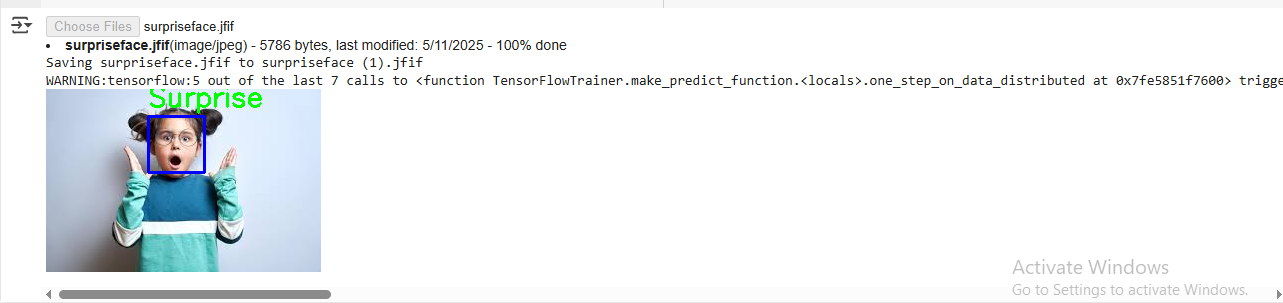 Choose Files surpriseface.jfif
• surpriseface.jfif(image/jpeg) - 5786 bytes, last modified: 5/11/2025 - 100% done
Saving surpriseface.jfif to surpriseface (1).jfif
WARNING:tensorflow:5 out of the last 7 calls to <function TensorFlowTrainer.make_predict_function.<locals>.one_step_on_data_distributed at 0x7fe5851f7600> trigge
Surprise
Activate Windows
Go to Settings to activate Windows.